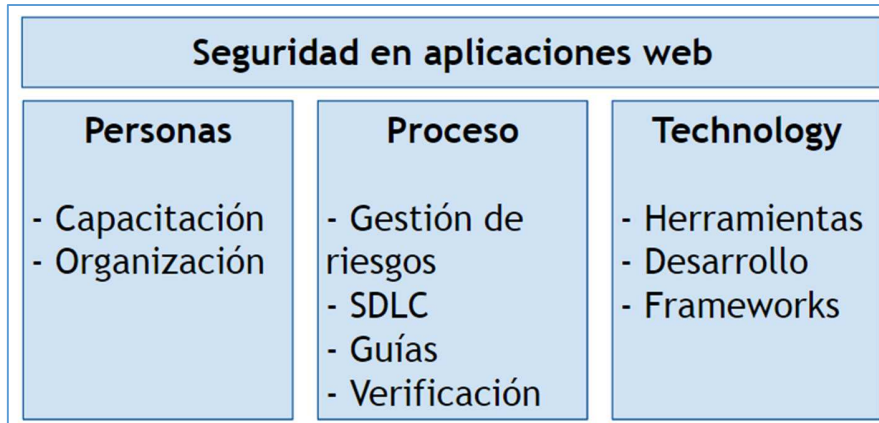 Seguridad en aplicaciones web
Personas
- Capacitación
- Organización
Proceso
- Gestión de
riesgos
- SDLC
- Guías
- Verificación
Technology
- Herramientas
- Desarrollo
- Frameworks